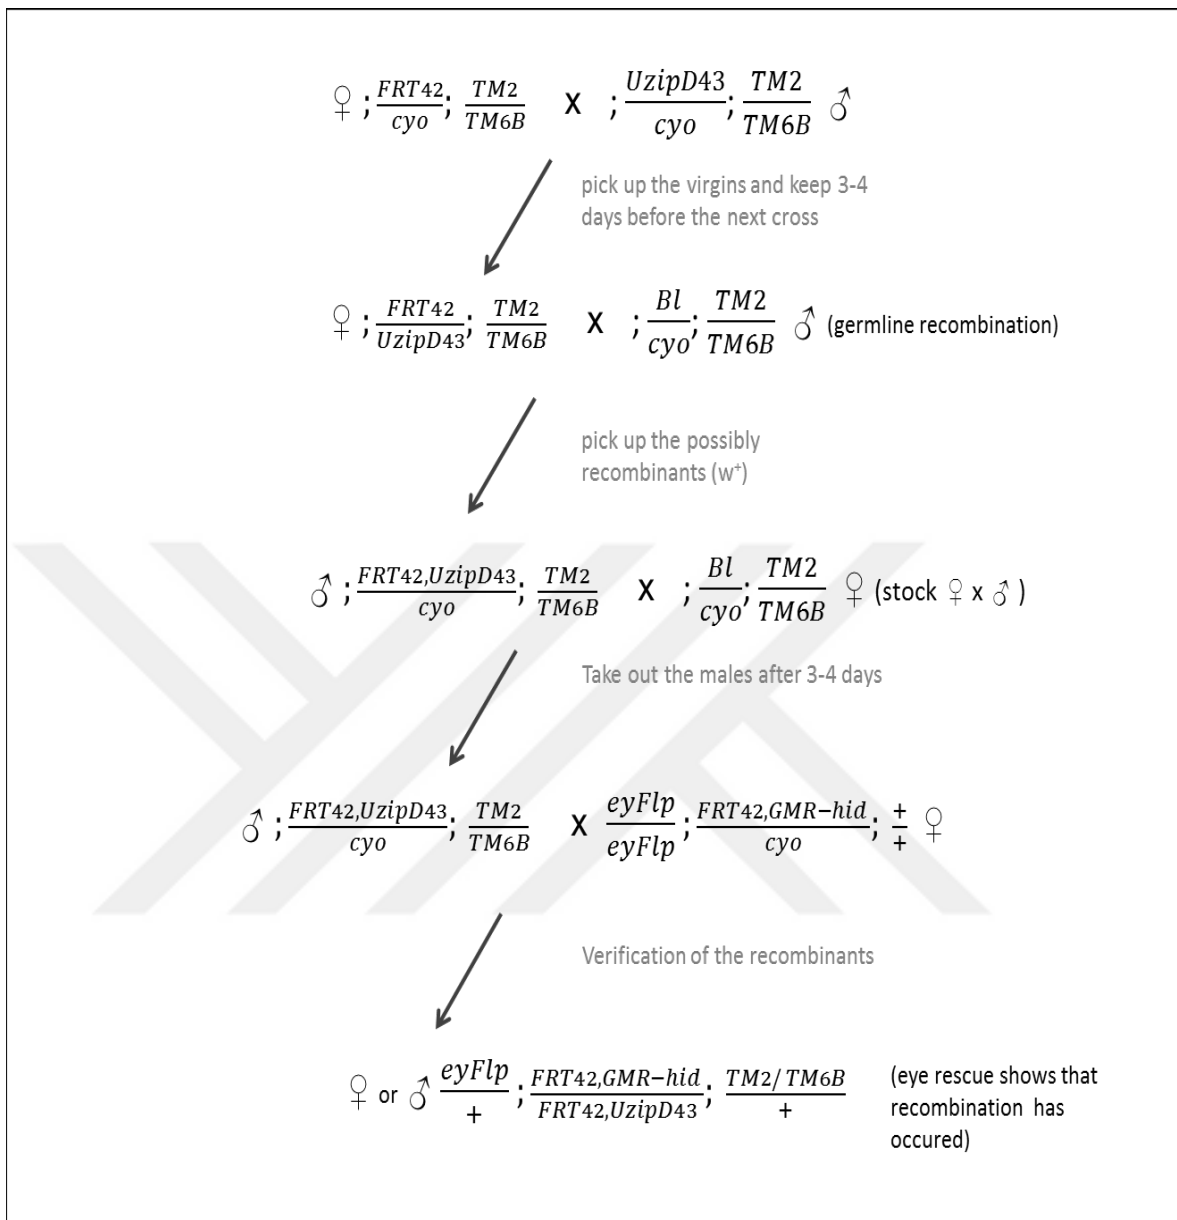 ♀ ; FRT42/cyo ; TM2/TM6B X ; UzipD43/cyo ; TM2/TM6B ♂
pick up the virgins and keep 3-4
days before the next cross
♀ ; FRT42/UzipD43 ; TM2/TM6B X ; Bl/cyo ; TM2/TM6B ♂ (germline recombination)
pick up the possibly
recombinants (w⁺)
♂ ; FRT42,UzipD43/cyo ; TM2/TM6B X ; Bl/cyo ; TM2/TM6B ♀ (stock ♀ x ♂ )
Take out the males after 3-4 days
♂ ; FRT42,UzipD43/cyo ; TM2/TM6B X eyFlp/eyFlp ; FRT42,GMR−hid/cyo ; +/+ ♀
Verification of the recombinants
♀ or ♂ eyFlp/+ ; FRT42,GMR−hid/FRT42,UzipD43 ; TM2/TM6B/+ (eye rescue shows that
recombination has
occured)